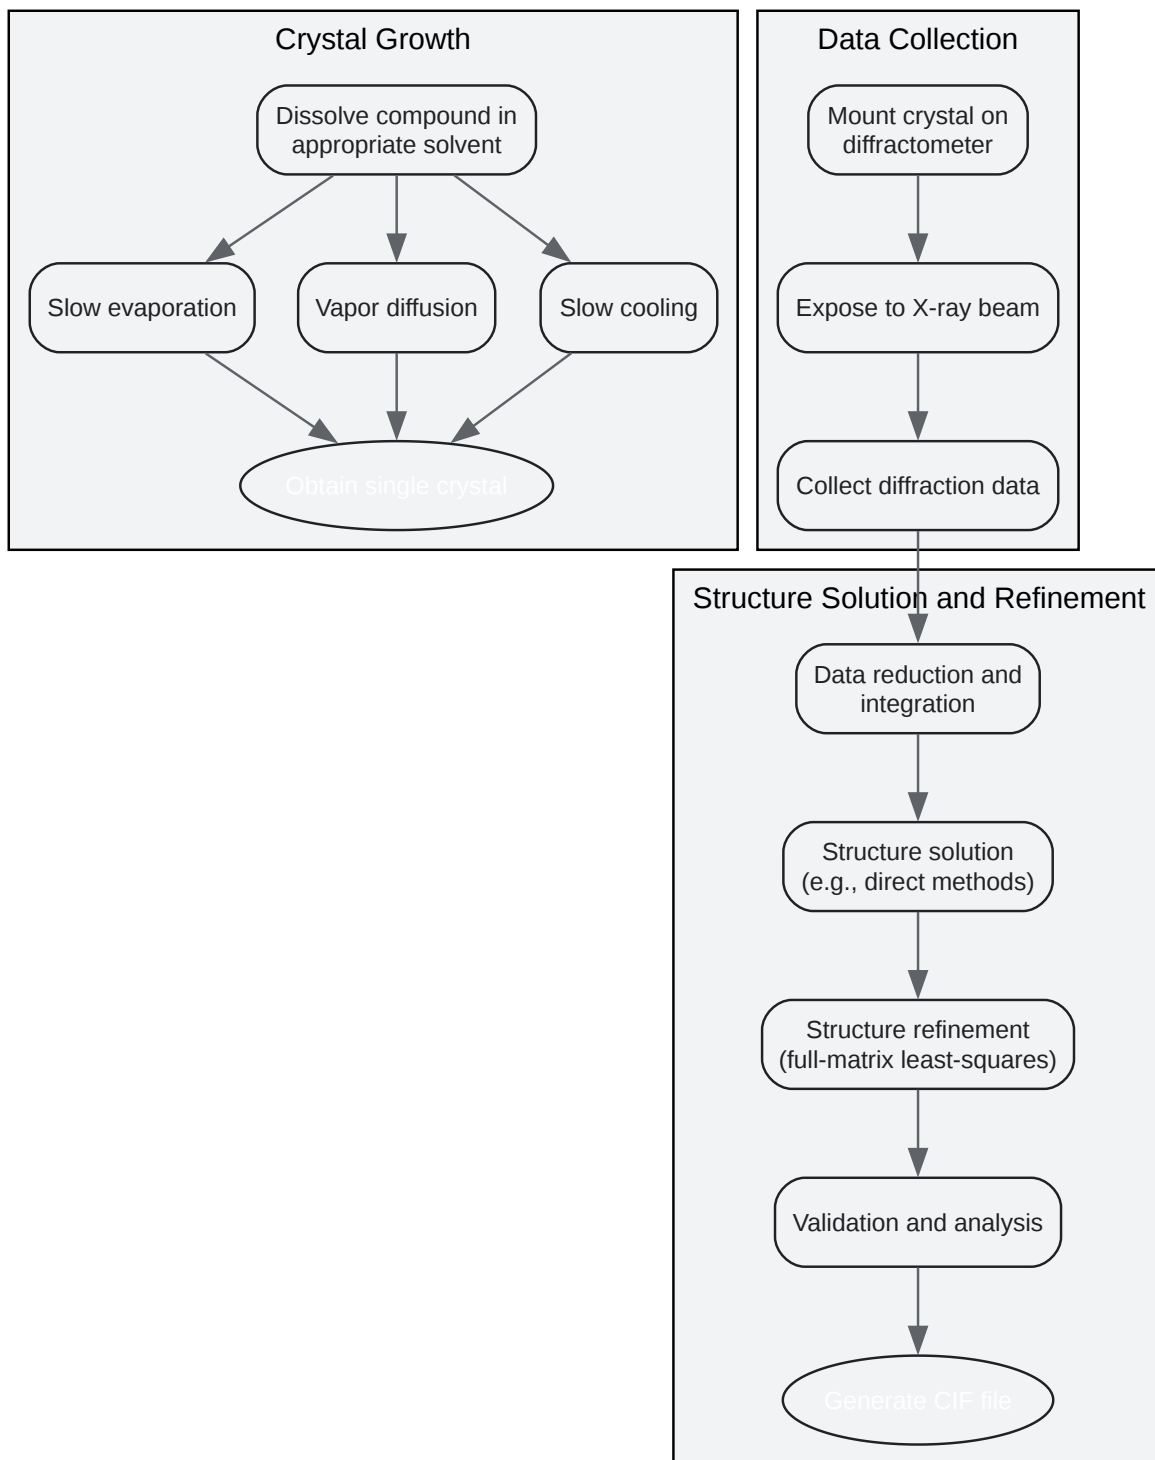 Crystal Growth
Dissolve compound in
appropriate solvent
Slow evaporation
Vapor diffusion
Slow cooling
Obtain single crystal
Data Collection
Mount crystal on
diffractometer
Expose to X-ray beam
Collect diffraction data
Structure Solution and Refinement
Data reduction and
integration
Structure solution
(e.g., direct methods)
Structure refinement
(full-matrix least-squares)
Validation and analysis
Generate CIF file